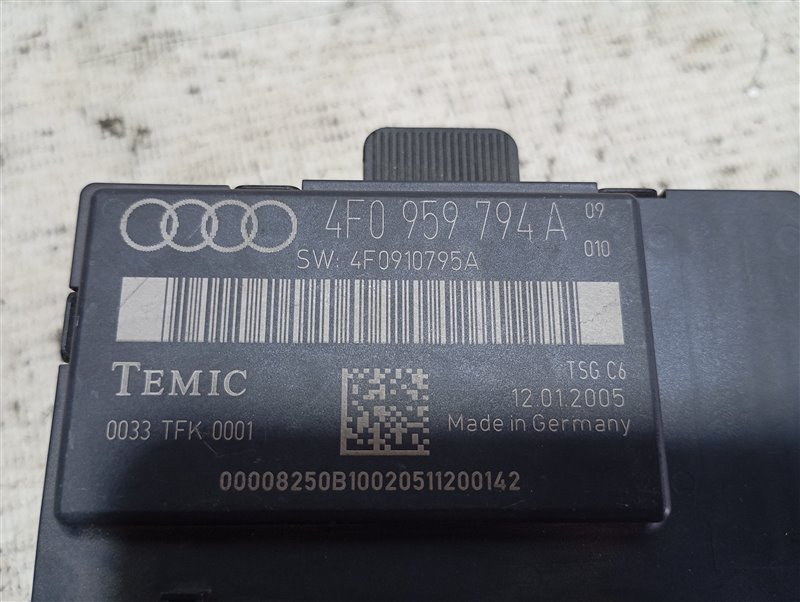 4F0 959 794 A 09
010
SW: 4F0910795A
TEMIC
TSG C6
12.01.2005
0033 TFK 0001
Made in Germany
00008250B10020511200142